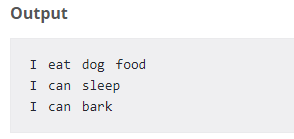 Output
I eat dog food
I can sleep
I can bark